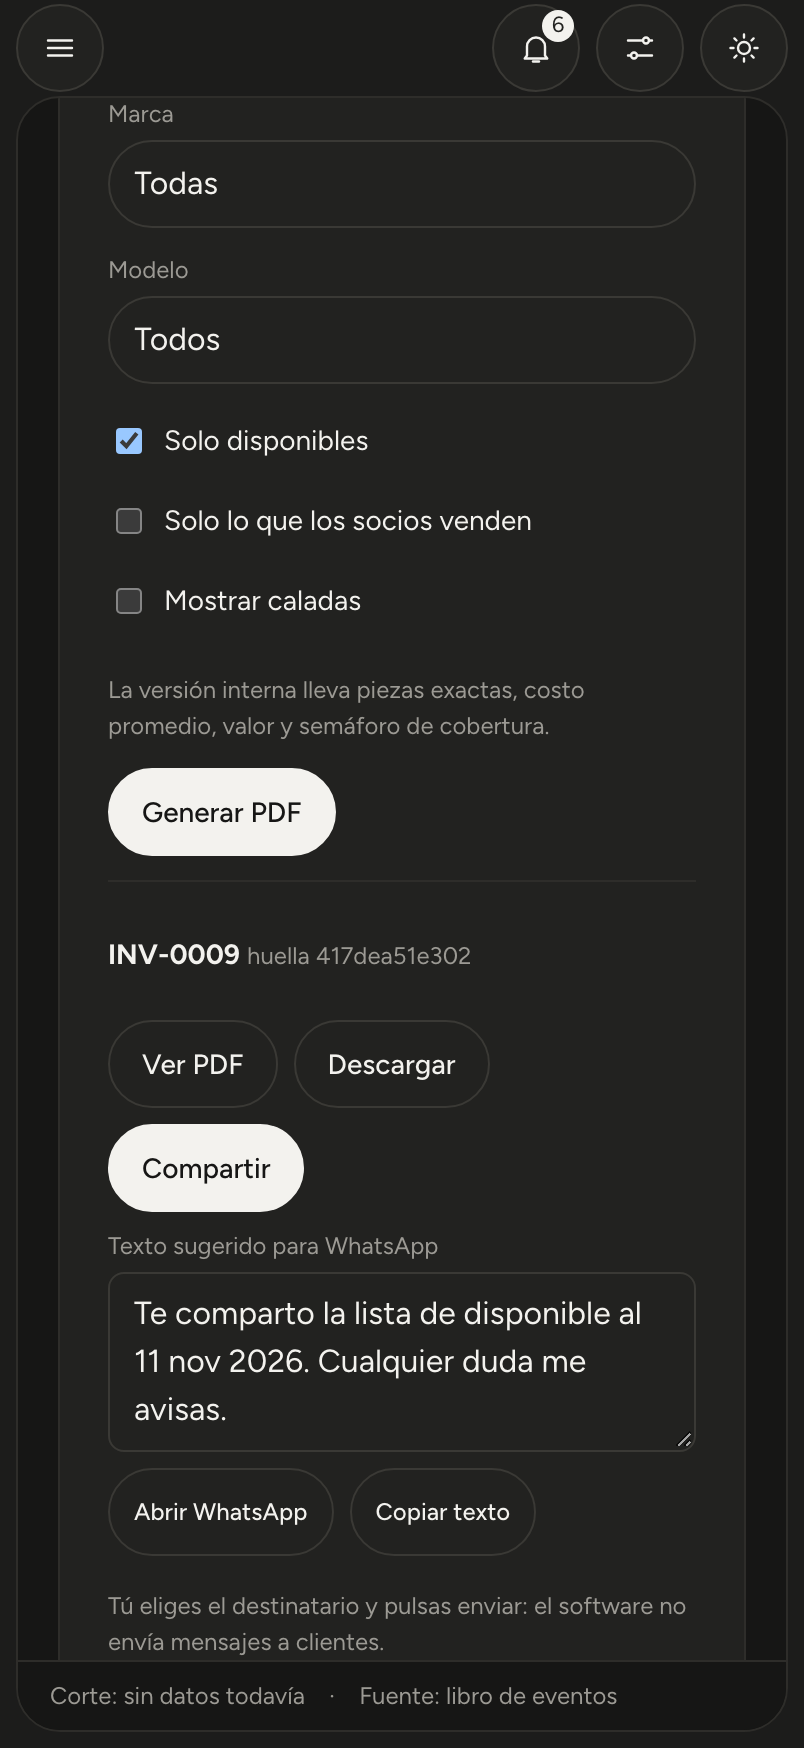 6
Marca
Todas
Modelo
Todos
Solo disponibles
Solo lo que los socios venden
Mostrar caladas
La versión interna lleva piezas exactas, costo
promedio, valor y semáforo de cobertura.
Generar PDF
INV-0009 huella 417dea51e302
Ver PDF
Descargar
Compartir
Texto sugerido para WhatsApp
Te comparto la lista de disponible al
11 nov 2026. Cualquier duda me
avisas.
Abrir WhatsApp
Copiar texto
Tú eliges el destinatario y pulsas enviar: el software no
envía mensajes a clientes.
Corte: sin datos todavía · Fuente: libro de eventos